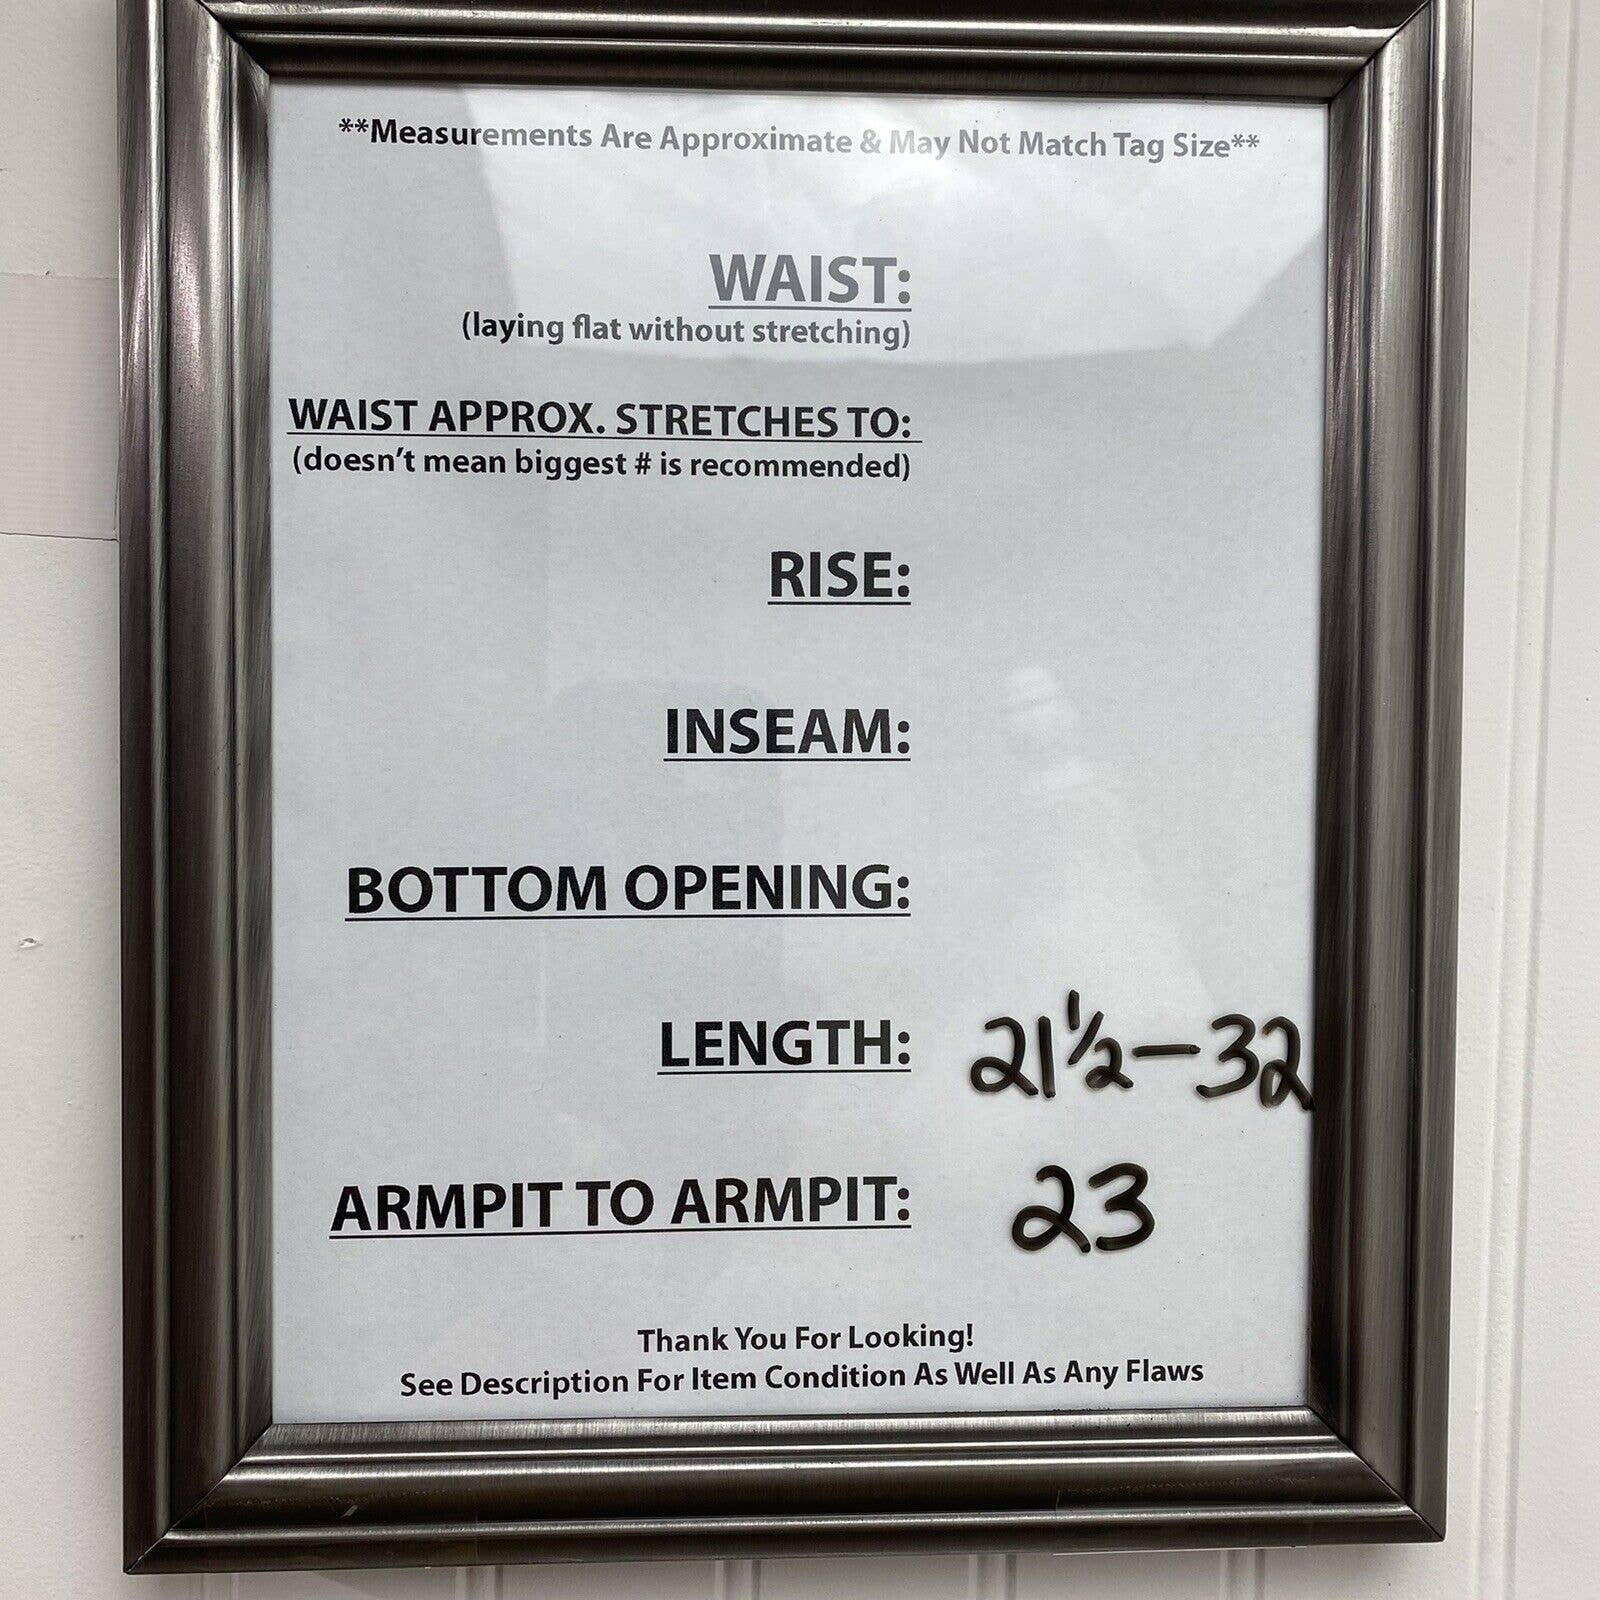 **Measurements Are Approximate & May Not Match Tag Size**
WAIST:
(laying flat without stretching)
WAIST APPROX. STRETCHES TO:
(doesn't mean biggest # is recommended)
RISE:
INSEAM:
BOTTOM OPENING:
LENGTH: 21 1/2 - 32
ARMPIT TO ARMPIT: 23
Thank You For Looking!
See Description For Item Condition As Well As Any Flaws